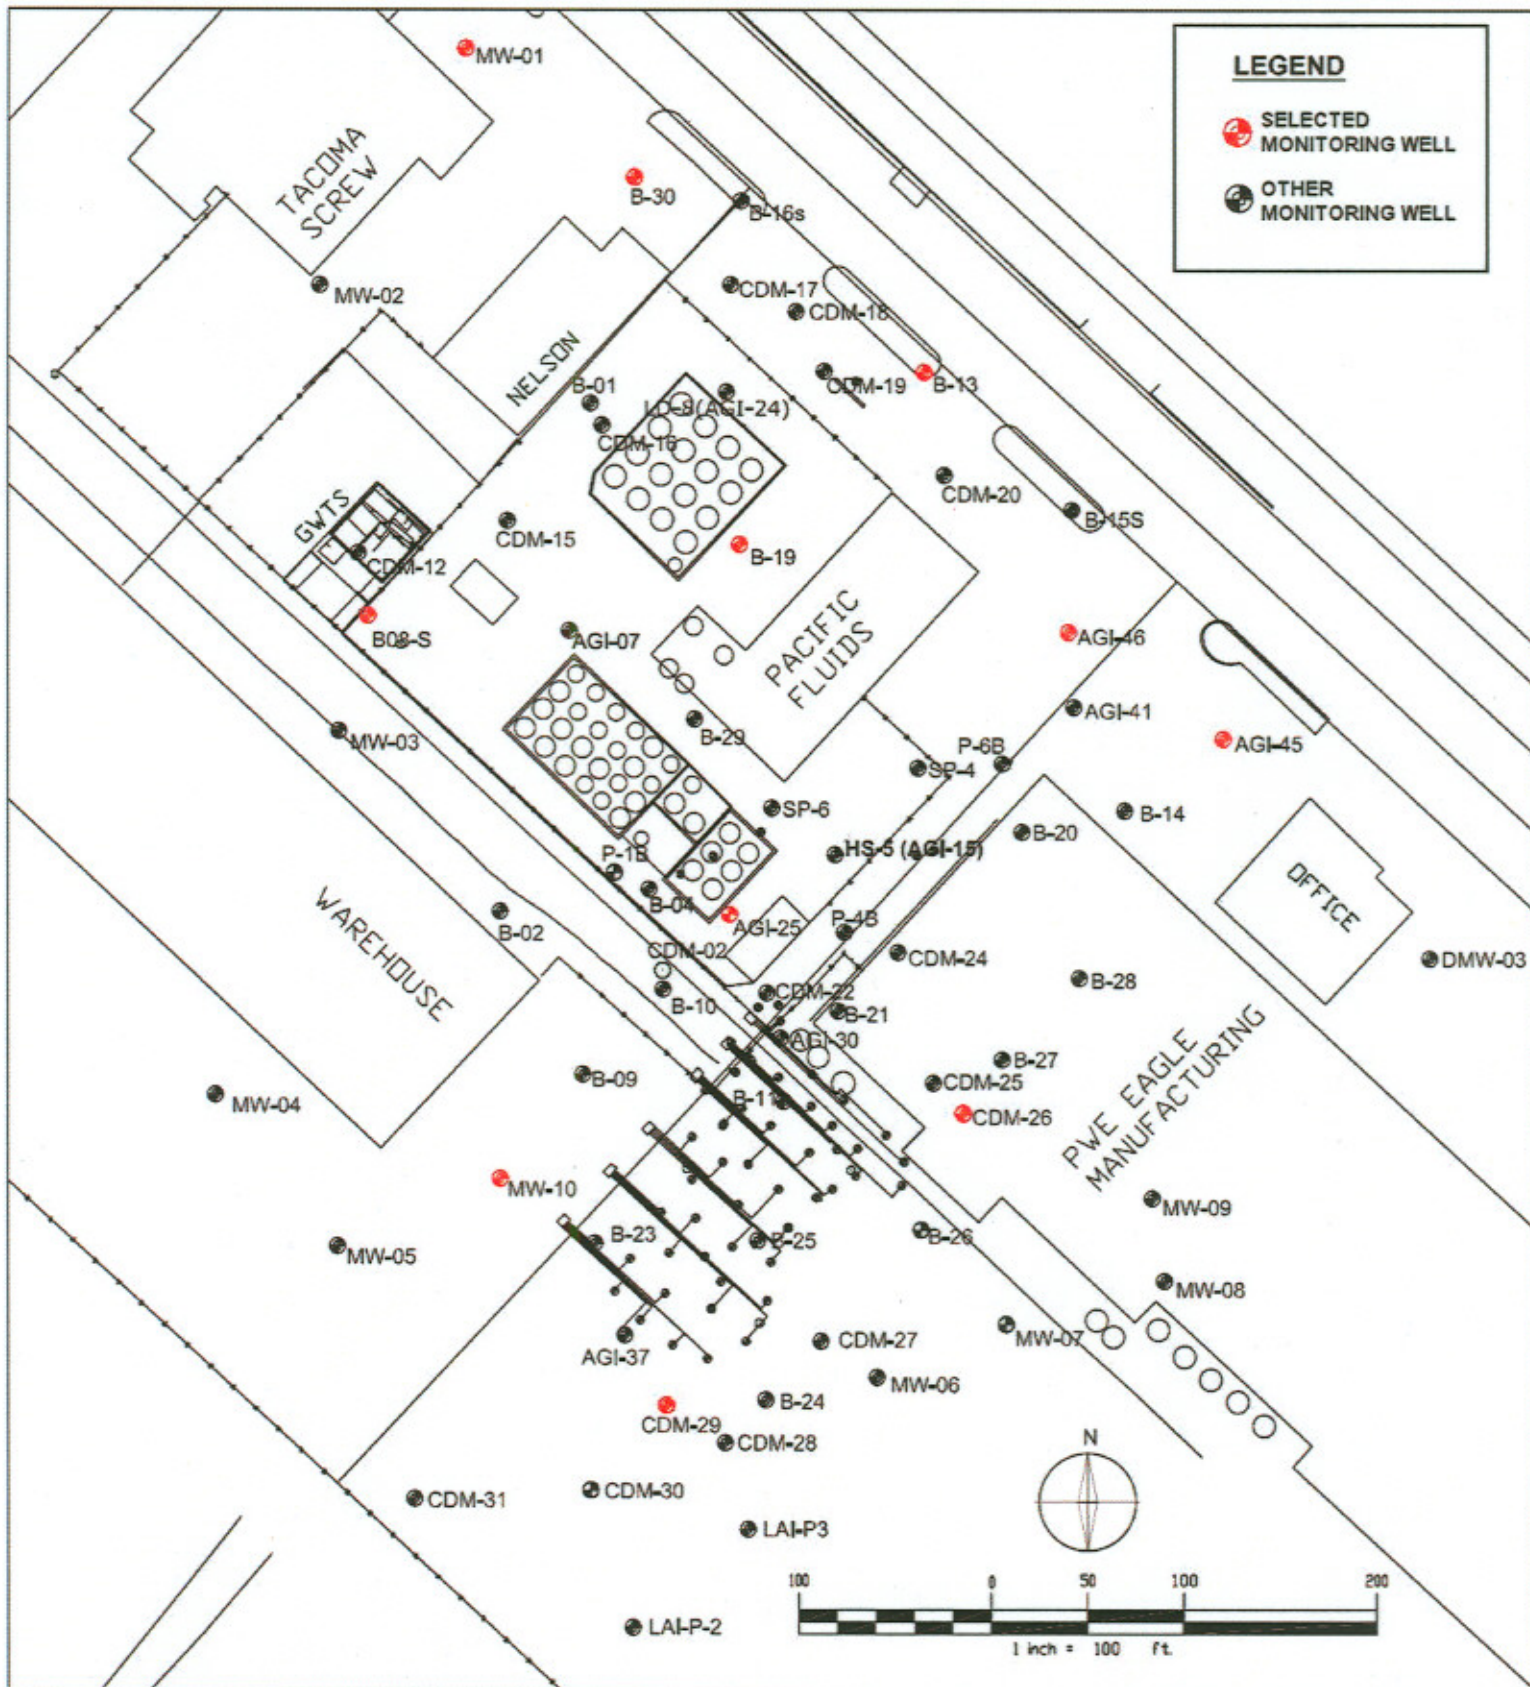 MW-01
LEGEND
SELECTED
MONITORING WELL
OTHER
MONITORING WELL
TACOMA
SCREW
B-30
B-16s
MW-02
CDM-17
CDM-18
NELSON
CDM-19
B-13
B-01
LD-9(AGI-24)
CDM-16
CDM-20
B-15S
GWTS
CDM-15
CDM-12
B-19
B08-S
AGI-07
PACIFIC
FLUIDS
AGI-46
AGI-41
B-29
MW-03
AGI-45
P-6B
SP-4
SP-6
B-14
B-20
HS-5 (AGI-15)
P-1B
B-04
OFFICE
WAREHOUSE
B-02
AGI-25
P-4B
CDM-02
CDM-24
DMW-03
B-28
B-10
CDM-22
B-21
AGI-30
B-27
B-09
CDM-25
MW-04
B-11
CDM-26
PWE EAGLE
MANUFACTURING
MW-10
MW-09
B-23
B-25
B-26
MW-05
MW-08
MW-07
AGI-37
CDM-27
MW-06
B-24
CDM-29
CDM-28
N
CDM-31
CDM-30
LAI-P3
100 0 50 100 200
LAI-P-2
1 inch = 100 ft.